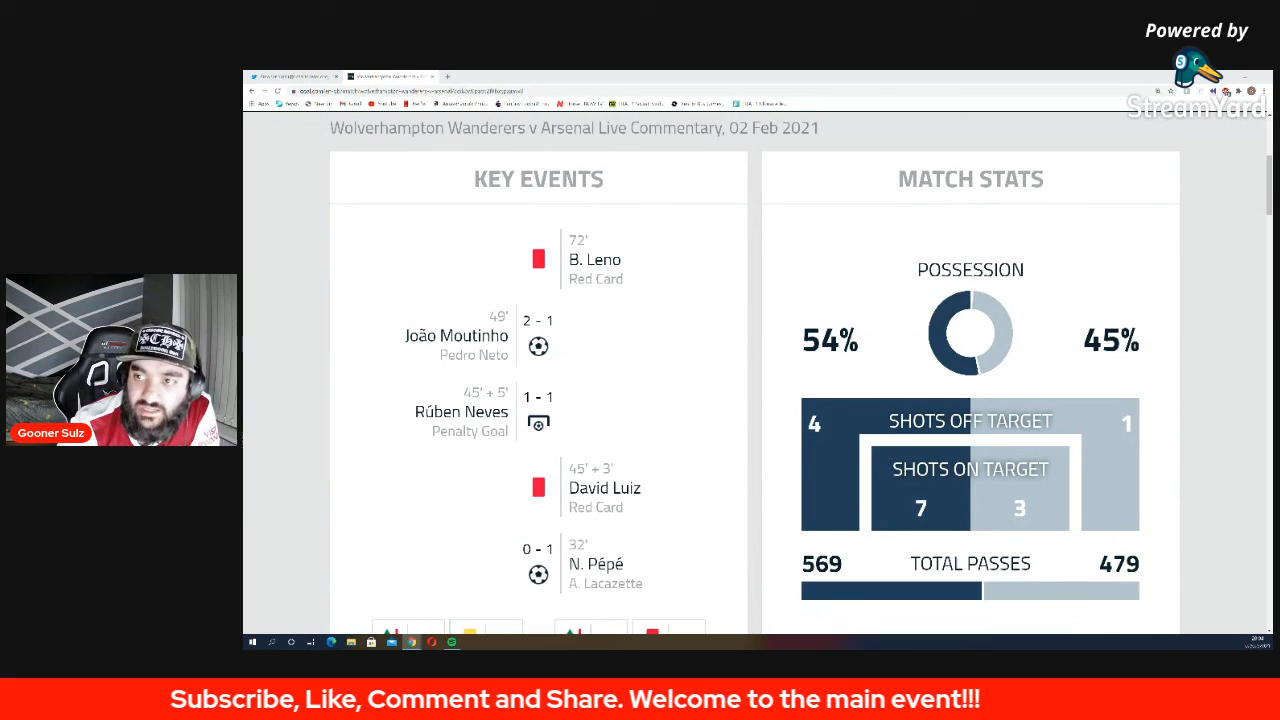 Powered by
StreamYard
Wolverhampton Wanderers v Arsenal Live Commentary, 02 Feb 2021
KEY EVENTS
72'
B. Leno
Red Card
49'
João Moutinho
Pedro Neto
2 - 1
45' + 5'
Rúben Neves
Penalty Goal
1 - 1
45' + 3'
David Luiz
Red Card
0 - 1
32'
N. Pépé
A. Lacazette
MATCH STATS
POSSESSION
54%
45%
4
SHOTS OFF TARGET
1
SHOTS ON TARGET
7
3
569
TOTAL PASSES
479
Gooner Sulz
Subscribe, Like, Comment and Share. Welcome to the main event!!!